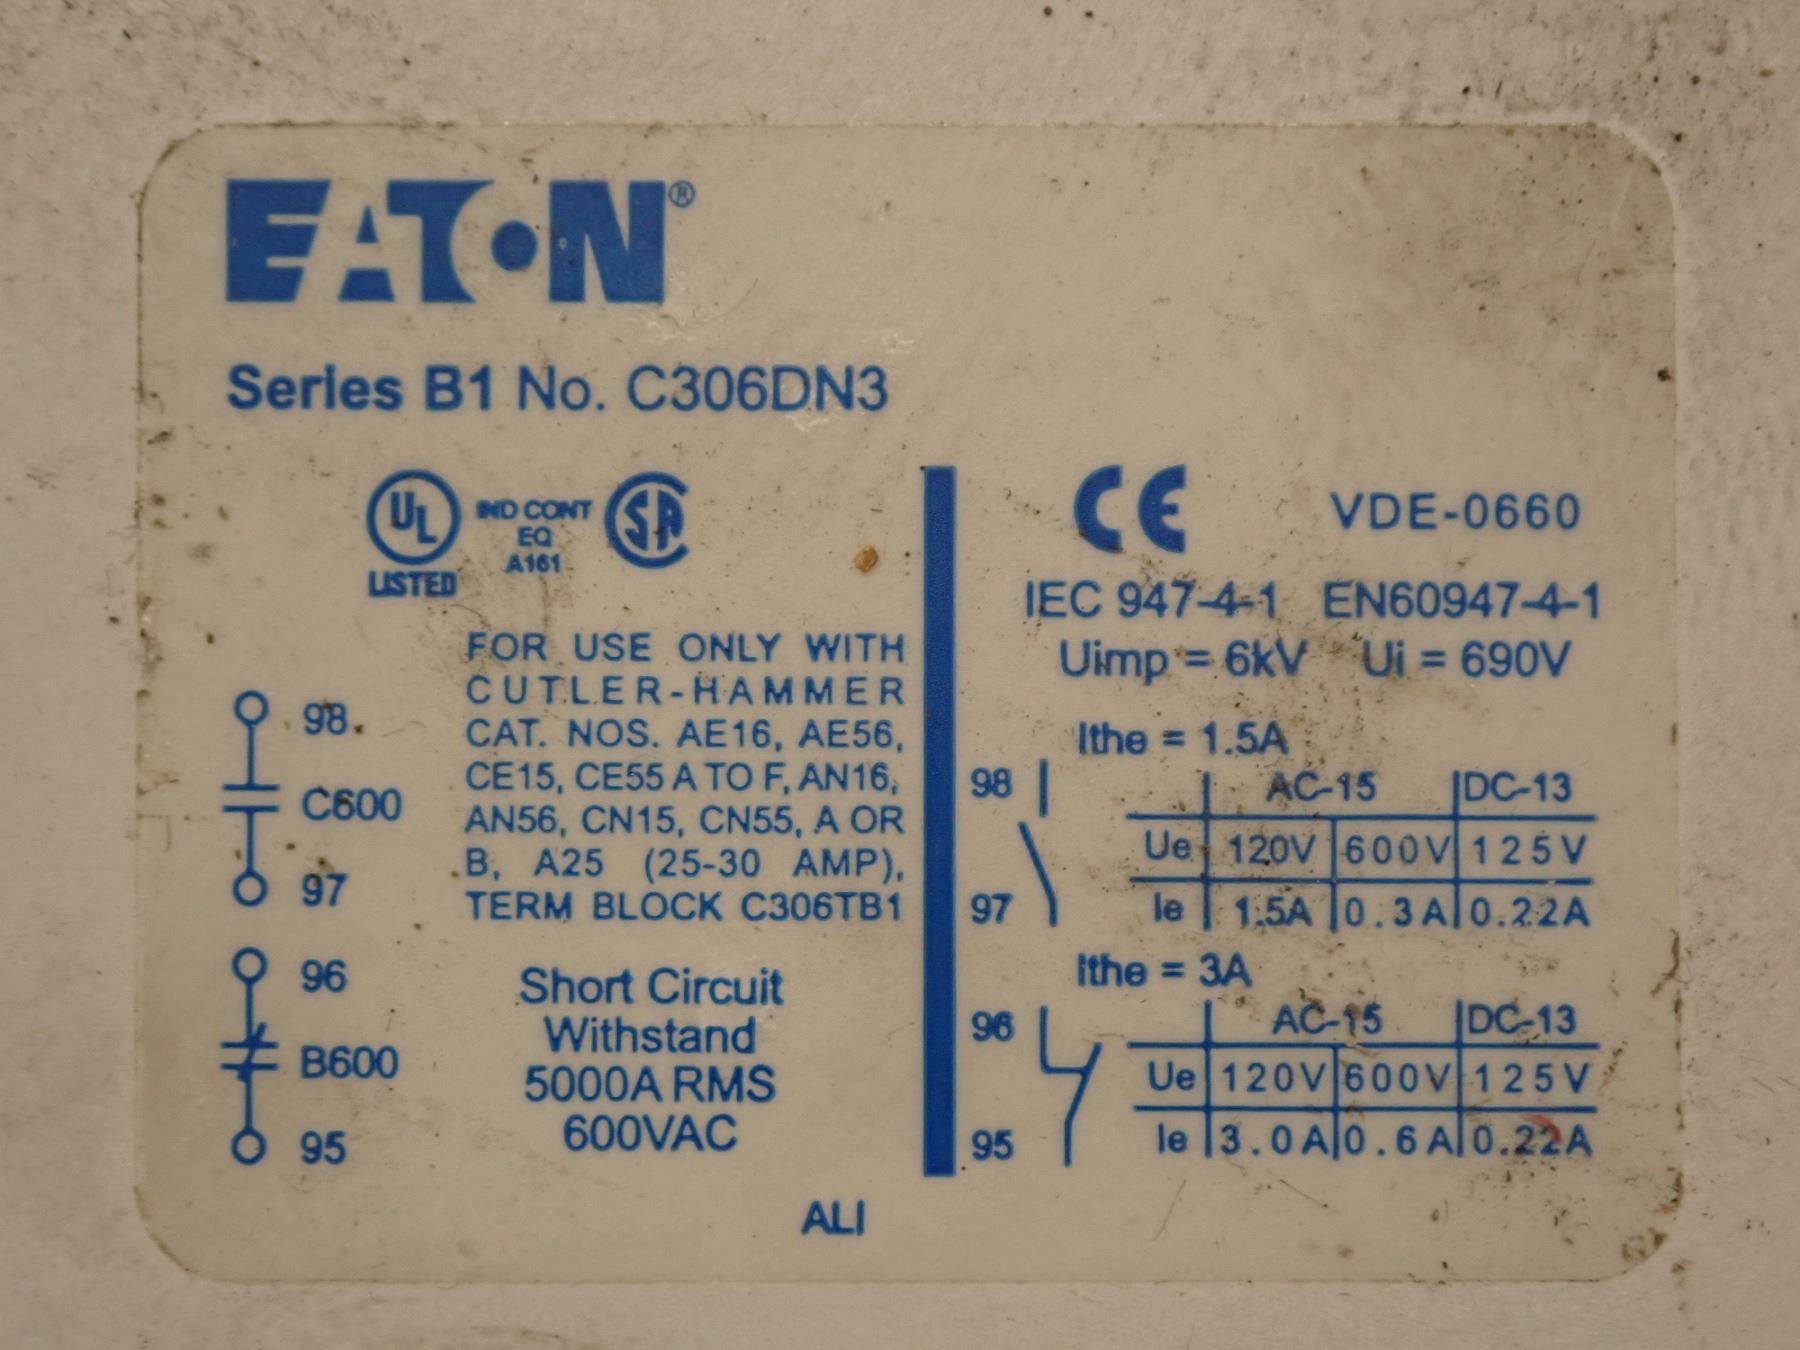 EATON®
Series B1 No. C306DN3
UL
LISTED
IND CONT
EQ
A161
SA
FOR USE ONLY WITH
CUTLER-HAMMER
CAT. NOS. AE16, AE56,
CE15, CE55 A TO F, AN16,
AN56, CN15, CN55, A OR
B, A25 (25-30 AMP),
TERM BLOCK C306TB1
98
C600
97
96
B600
95
Short Circuit
Withstand
5000A RMS
600VAC
CE VDE-0660
IEC 947-4-1 EN60947-4-1
Uimp = 6kV Ui = 690V
Ithe = 1.5A
98
97
AC-15 DC-13
Ue 120V 600V 125V
Ie 1.5A 0.3A 0.22A
Ithe = 3A
96
95
AC-15 DC-13
Ue 120V 600V 125V
Ie 3.0A 0.6A 0.22A
ALI